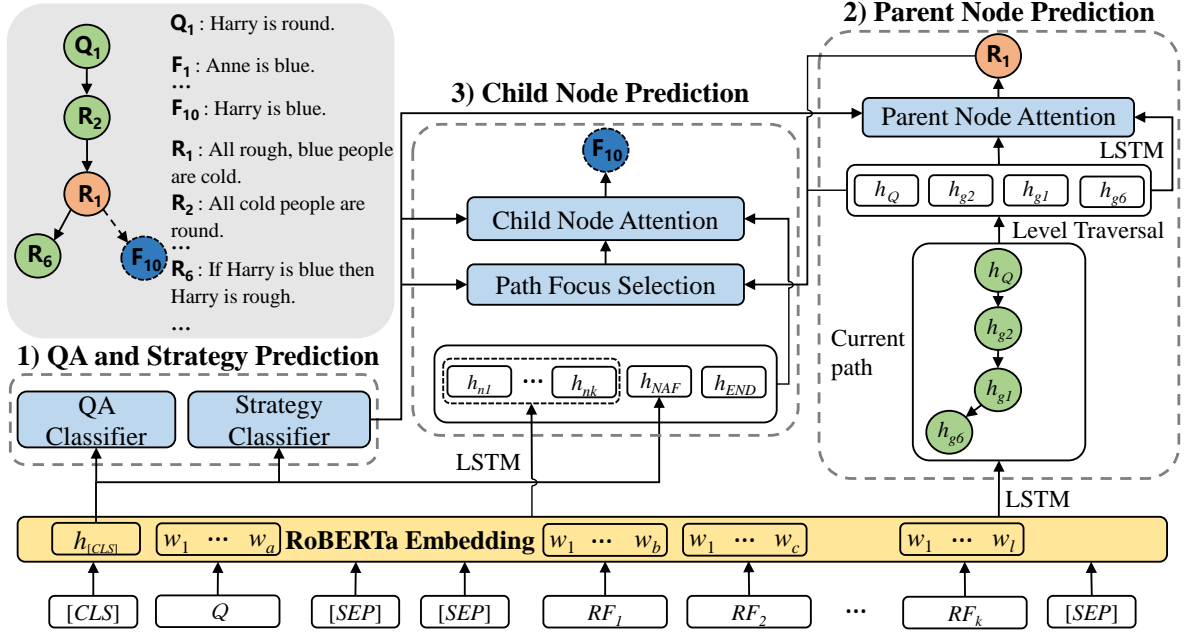 Q1
R2
R1
R6
F10
Q1 : Harry is round.
F1 : Anne is blue.
...
F10 : Harry is blue.
R1 : All rough, blue people
are cold.
R2 : All cold people are
round.
...
R6 : If Harry is blue then
Harry is rough.
...
1) QA and Strategy Prediction
QA
Classifier
Strategy
Classifier
3) Child Node Prediction
F10
Child Node Attention
Path Focus Selection
hn1 ... hnk hNAF hEND
LSTM
2) Parent Node Prediction
R1
Parent Node Attention
LSTM
hQ hg2 hg1 hg6
Level Traversal
Current
path
hQ
hg2
hg1
hg6
LSTM
h[CLS] w1 ... wa RoBERTa Embedding w1 ... wb w1 ... wc w1 ... wl
[CLS] Q [SEP] [SEP] RF1 RF2 ... RFk [SEP]